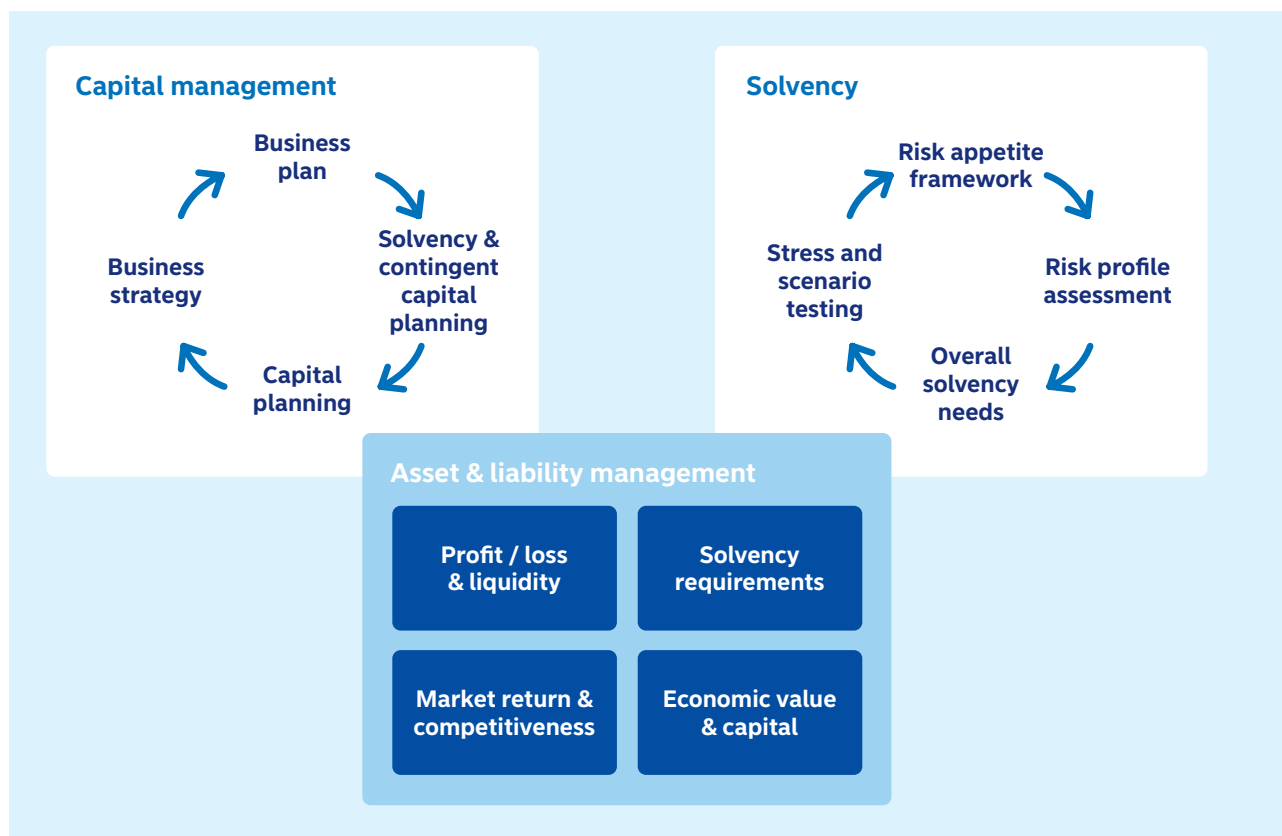 Capital management
Business
plan
Solvency &
contingent
capital
planning
Capital
planning
Business
strategy
Solvency
Risk appetite
framework
Risk profile
assessment
Overall
solvency
needs
Stress and
scenario
testing
Asset & liability management
Profit / loss
& liquidity
Solvency
requirements
Market return &
competitiveness
Economic value
& capital